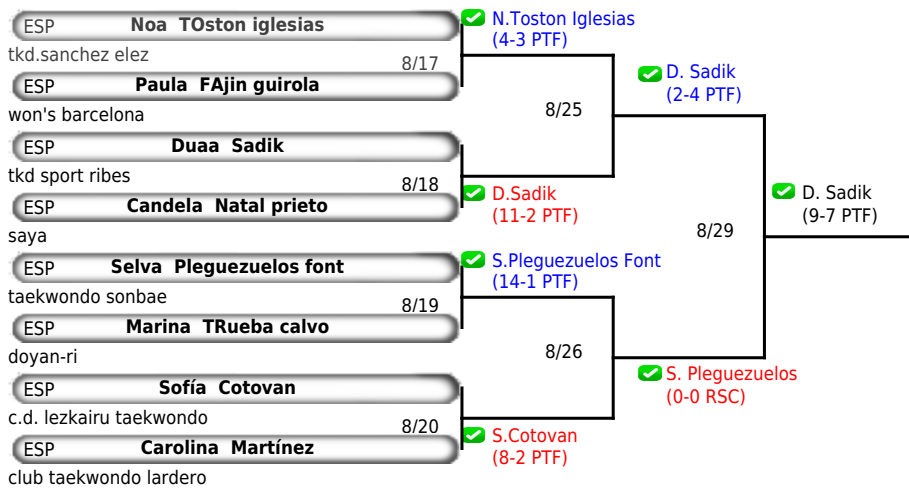 ESP Noa TOston iglesias
tkd.sanchez elez
8/17
ESP Paula FAjin guirola
won's barcelona
N.Toston Iglesias
(4-3 PTF)
8/25
ESP Duaa Sadik
tkd sport ribes
8/18
ESP Candela Natal prieto
saya
D.Sadik
(11-2 PTF)
D. Sadik
(2-4 PTF)
8/29
D. Sadik
(9-7 PTF)
ESP Selva Pleguezuelos font
taekwondo sonbae
8/19
ESP Marina TRueba calvo
doyan-ri
S.Pleguezuelos Font
(14-1 PTF)
8/26
ESP Sofía Cotovan
c.d. lezkairu taekwondo
8/20
ESP Carolina Martínez
club taekwondo lardero
S.Cotovan
(8-2 PTF)
S. Pleguezuelos
(0-0 RSC)